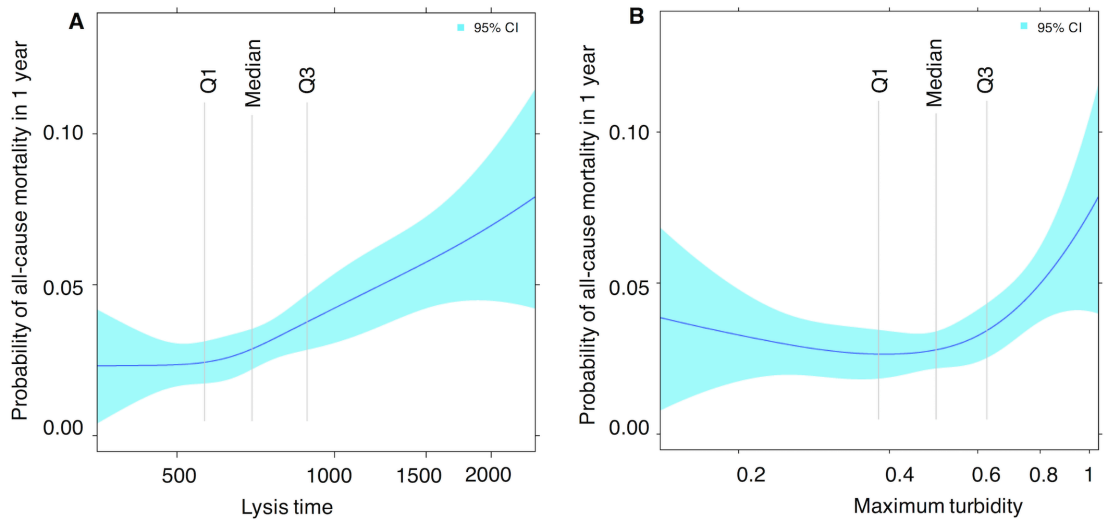 A
95% CI
Probability of all-cause mortality in 1 year
Q1
Median
Q3
0.10
0.05
0.00
500
1000
1500
2000
Lysis time
B
95% CI
Probability of all-cause mortality in 1 year
Q1
Median
Q3
0.10
0.05
0.00
0.2
0.4
0.6
0.8
1
Maximum turbidity